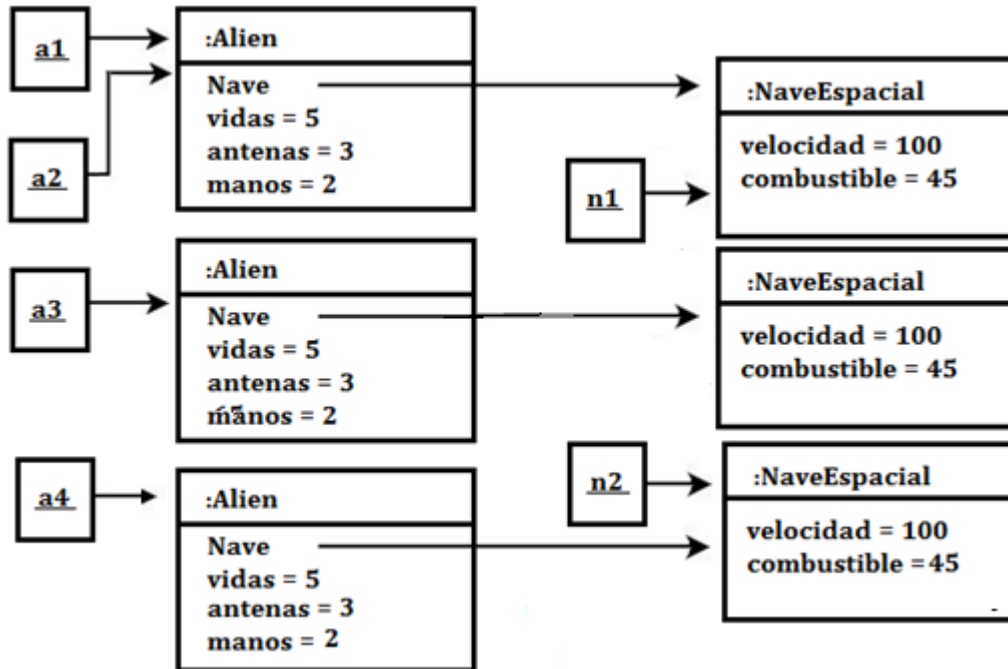 a1
:Alien
Nave
vidas = 5
antenas = 3
manos = 2
a2
:NaveEspacial
velocidad = 100
combustible = 45
n1
a3
:Alien
Nave
vidas = 5
antenas = 3
manos = 2
:NaveEspacial
velocidad = 100
combustible = 45
a4
:Alien
Nave
vidas = 5
antenas = 3
manos = 2
n2
:NaveEspacial
velocidad = 100
combustible =45